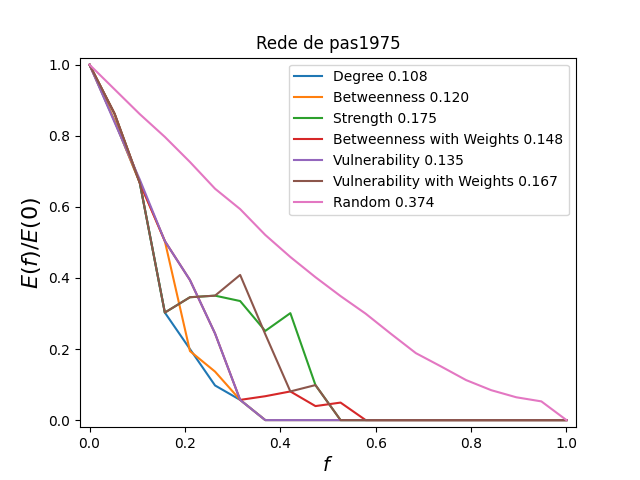 Rede de pas1975
1.0
0.8
0.6
0.4
0.2
0.0
E(f)/E(0)
Degree 0.108
Betweenness 0.120
Strength 0.175
Betweenness with Weights 0.148
Vulnerability 0.135
Vulnerability with Weights 0.167
Random 0.374
0.0 0.2 0.4 0.6 0.8 1.0
f